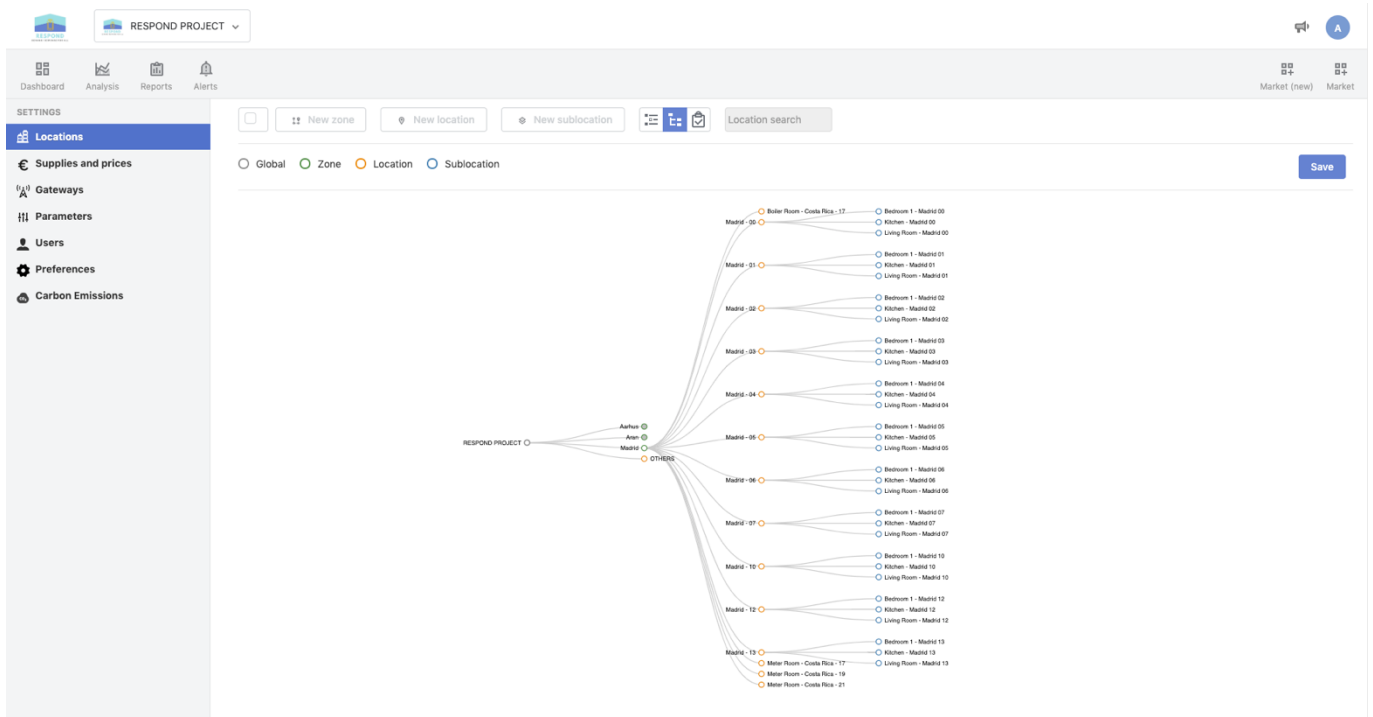 RESPOND
RESPOND PROJECT
A
Dashboard
Analysis
Reports
Alerts
Market (new)
Market
SETTINGS
Locations
Supplies and prices
Gateways
Parameters
Users
Preferences
Carbon Emissions
New zone
New location
New sublocation
Location search
Global
Zone
Location
Sublocation
Save
RESPOND PROJECT
Aarhus
Aran
Madrid
OTHERS
Boiler Room - Costa Rica - 17
Madrid - 00
Bedroom 1 - Madrid 00
Kitchen - Madrid 00
Living Room - Madrid 00
Madrid - 01
Bedroom 1 - Madrid 01
Kitchen - Madrid 01
Living Room - Madrid 01
Madrid - 02
Bedroom 1 - Madrid 02
Kitchen - Madrid 02
Living Room - Madrid 02
Madrid - 03
Bedroom 1 - Madrid 03
Kitchen - Madrid 03
Living Room - Madrid 03
Madrid - 04
Bedroom 1 - Madrid 04
Kitchen - Madrid 04
Living Room - Madrid 04
Madrid - 05
Bedroom 1 - Madrid 05
Kitchen - Madrid 05
Living Room - Madrid 05
Madrid - 06
Bedroom 1 - Madrid 06
Kitchen - Madrid 06
Living Room - Madrid 06
Madrid - 07
Bedroom 1 - Madrid 07
Kitchen - Madrid 07
Living Room - Madrid 07
Madrid - 10
Bedroom 1 - Madrid 10
Kitchen - Madrid 10
Living Room - Madrid 10
Madrid - 12
Bedroom 1 - Madrid 12
Kitchen - Madrid 12
Living Room - Madrid 12
Madrid - 13
Bedroom 1 - Madrid 13
Kitchen - Madrid 13
Living Room - Madrid 13
Meter Room - Costa Rica - 17
Meter Room - Costa Rica - 19
Meter Room - Costa Rica - 21